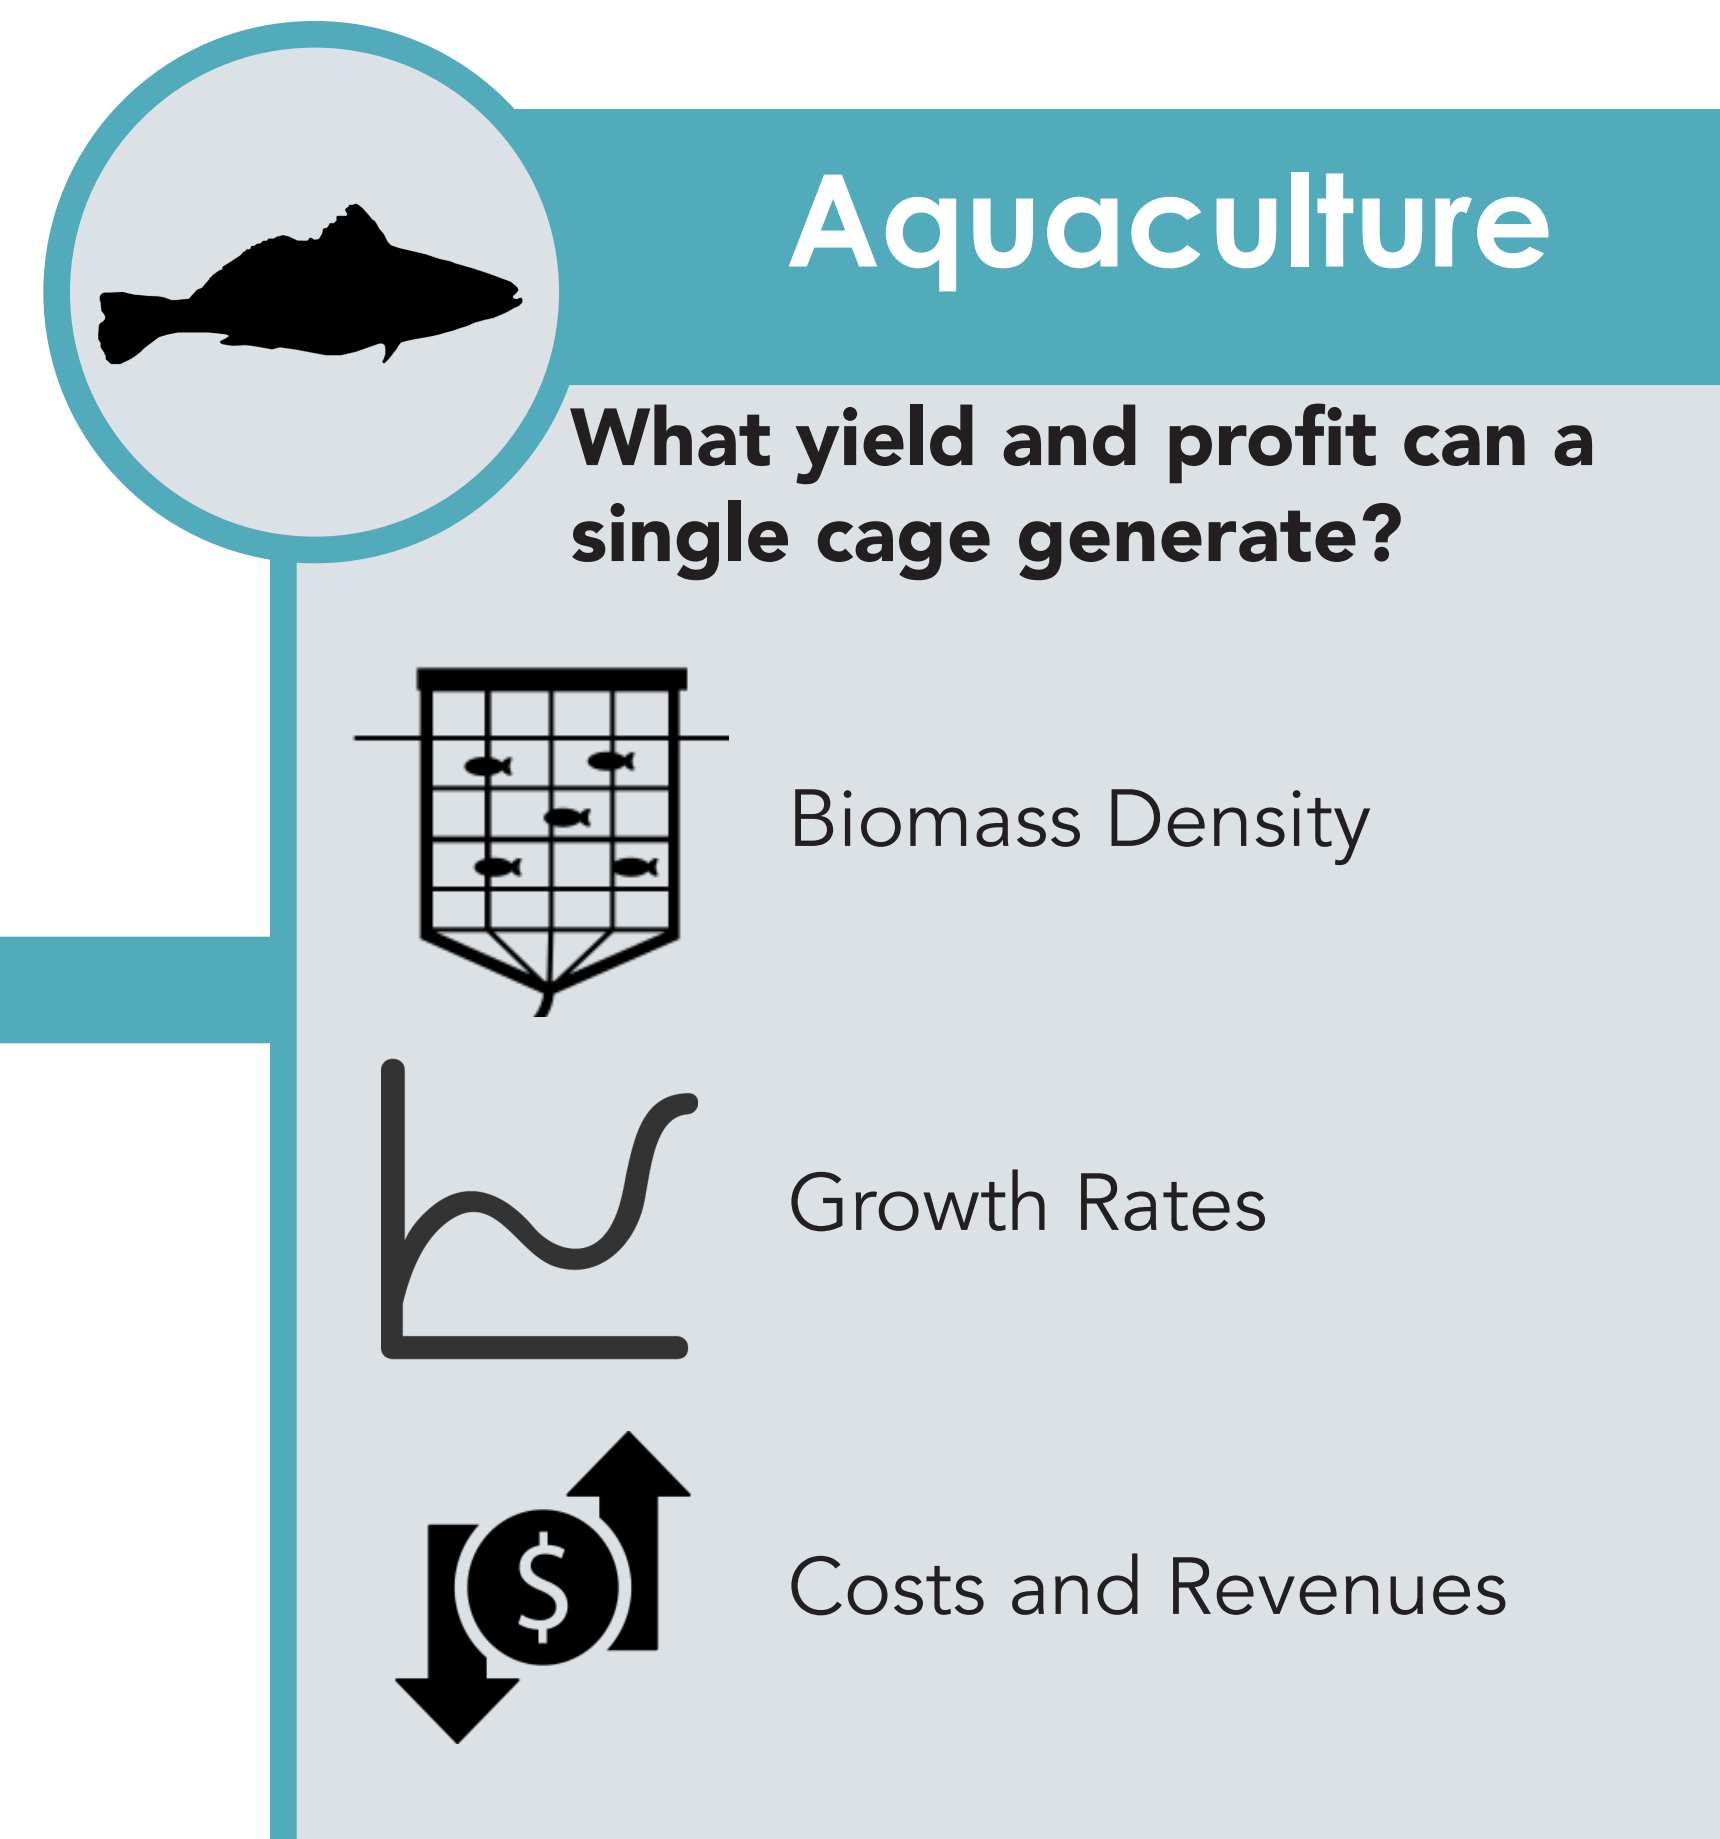 Aquaculture
What yield and profit can a
single cage generate?
Biomass Density
Growth Rates
$
Costs and Revenues